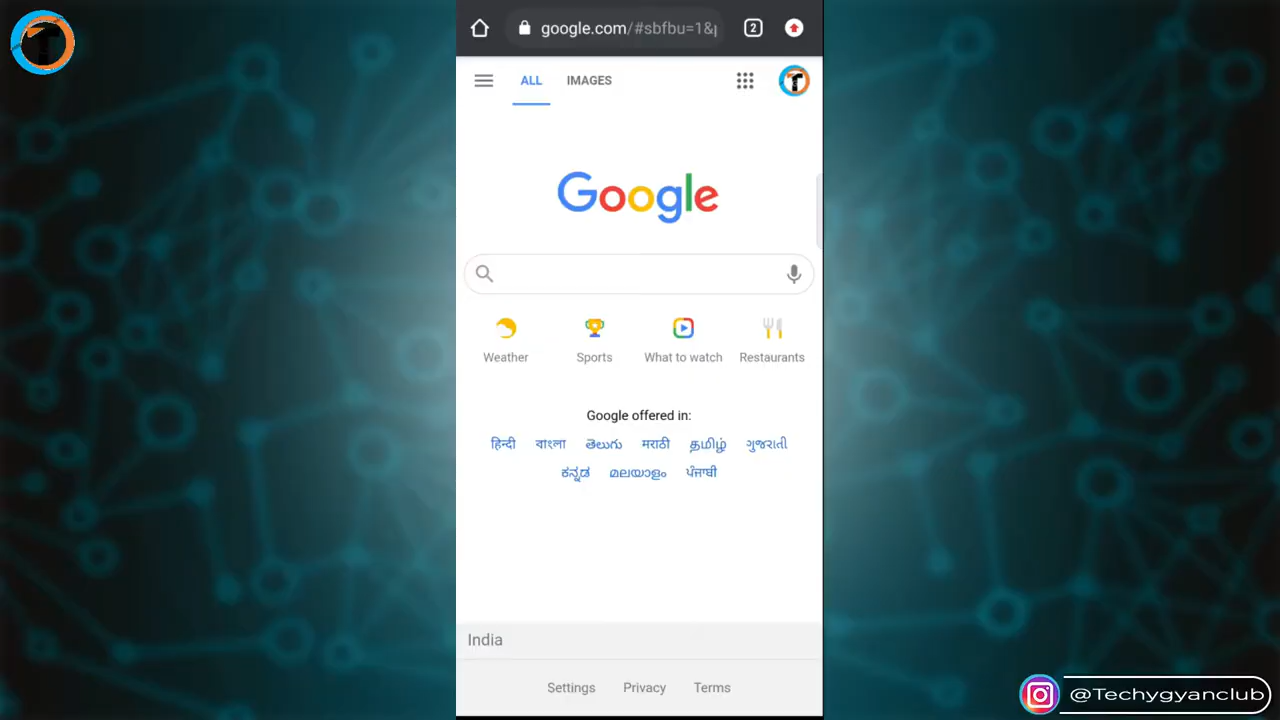 google.com/#sbfbu=1&p
2
ALL IMAGES
Google
Weather Sports What to watch Restaurants
Google offered in:
हिन्दी বাংলা తెలుగు मराठी தமிழ் ગુજરાતી
ಕನ್ನಡ മലയാളം ਪੰਜਾਬੀ
India
Settings Privacy Terms
@Techygyanclub